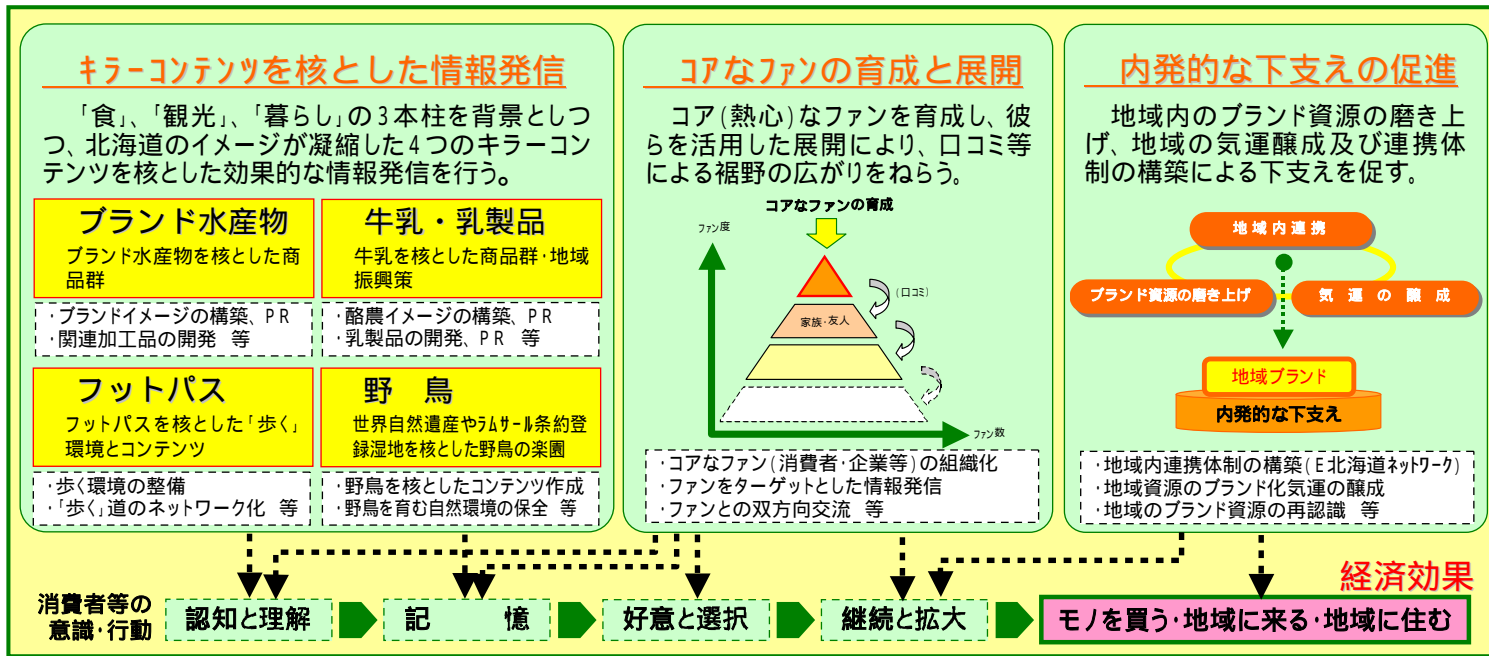 キラーコンテンツを核とした情報発信
「食」、「観光」、「暮らし」の3本柱を背景としつ
つ、北海道のイメージが凝縮した4つのキラーコン
テンツを核とした効果的な情報発信を行う。
ブランド水産物
ブランド水産物を核とした商
品群
・ブランドイメージの構築、PR
・関連加工品の開発 等
牛乳・乳製品
牛乳を核とした商品群・地域
振興策
・酪農イメージの構築、PR
・乳製品の開発、PR 等
フットパス
フットパスを核とした「歩く」
環境とコンテンツ
・歩く環境の整備
・「歩く」道のネットワーク化 等
野 鳥
世界自然遺産やラムサール条約登
録湿地を核とした野鳥の楽園
・野鳥を核としたコンテンツ作成
・野鳥を育む自然環境の保全 等
コアなファンの育成と展開
コア(熱心)なファンを育成し、彼
らを活用した展開により、口コミ等
による裾野の広がりをねらう。
コアなファンの育成
ファン度
(口コミ)
家族・友人
ファン数
・コアなファン(消費者・企業等)の組織化
・ファンをターゲットとした情報発信
・ファンとの双方向交流 等
内発的な下支えの促進
地域内のブランド資源の磨き上
げ、地域の気運醸成及び連携体
制の構築による下支えを促す。
地域内連携
ブランド資源の磨き上げ
気運の醸成
地域ブランド
内発的な下支え
・地域内連携体制の構築(E北海道ネットワーク)
・地域資源のブランド化気運の醸成
・地域のブランド資源の再認識 等
経済効果
消費者等の
意識・行動
認知と理解
記 憶
好意と選択
継続と拡大
モノを買う・地域に来る・地域に住む